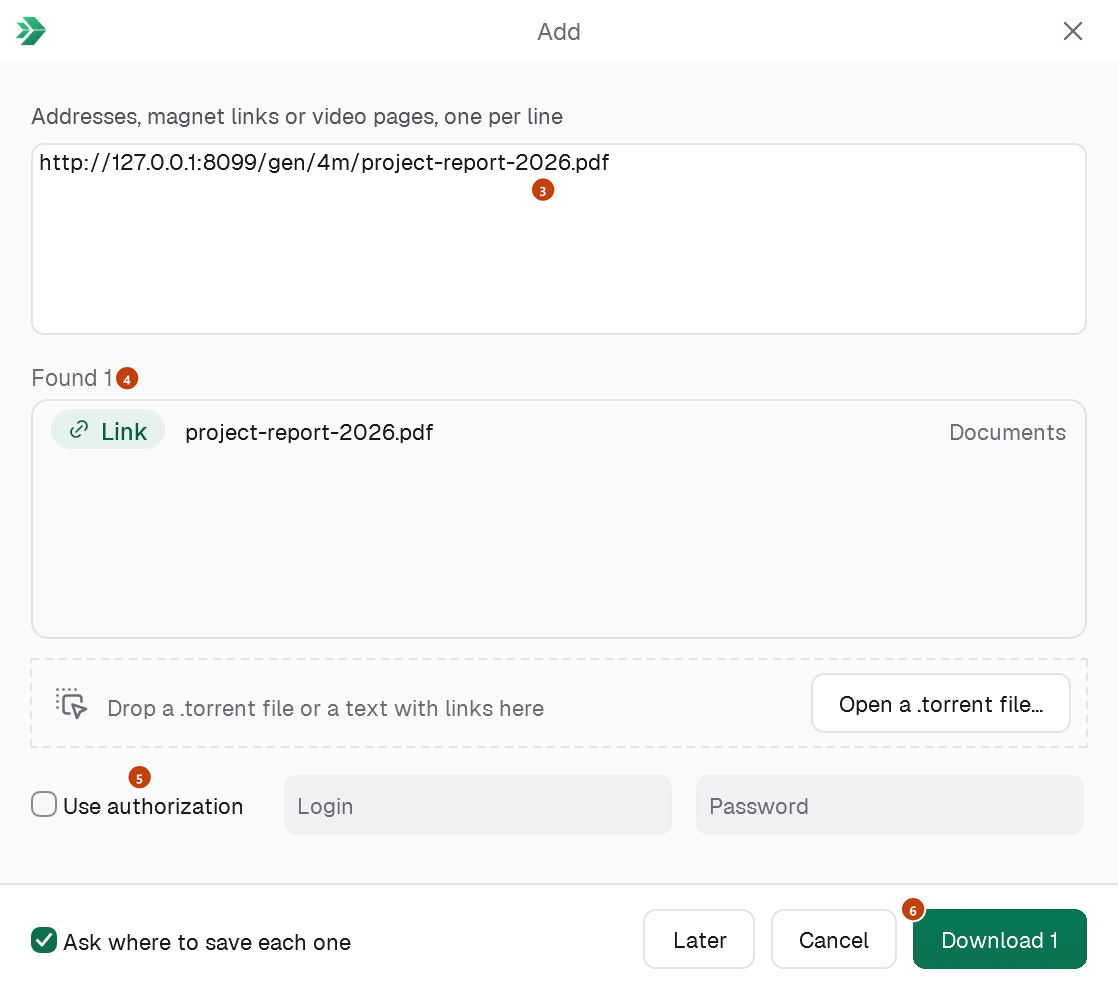 Add
Addresses, magnet links or video pages, one per line
http://127.0.0.1:8099/gen/4m/project-report-2026.pdf
3
Found 1 4
Link project-report-2026.pdf Documents
Drop a .torrent file or a text with links here Open a .torrent file...
5
Use authorization Login Password
6
Ask where to save each one Later Cancel Download 1